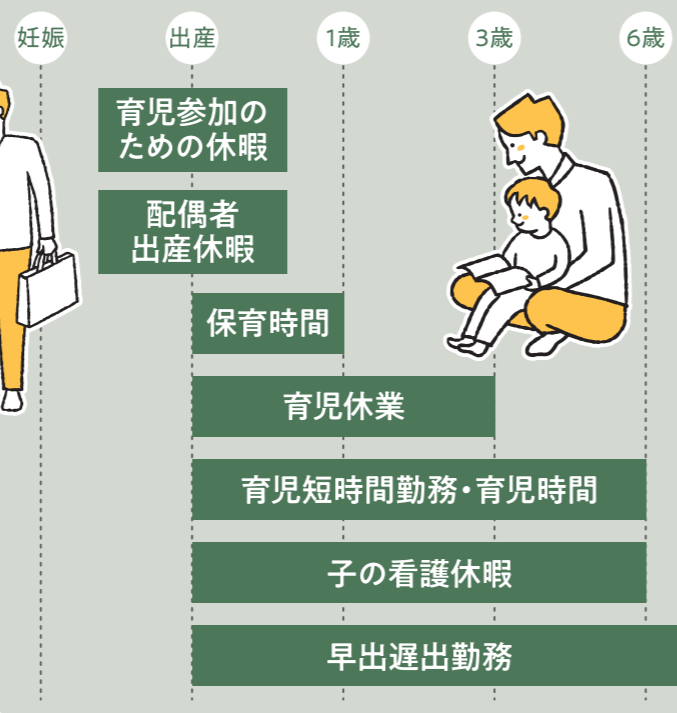 妊娠
出産
1歳
3歳
6歳
育児参加の
ための休暇
配偶者
出産休暇
保育時間
育児休業
育児短時間勤務・育児時間
子の看護休暇
早出遅出勤務